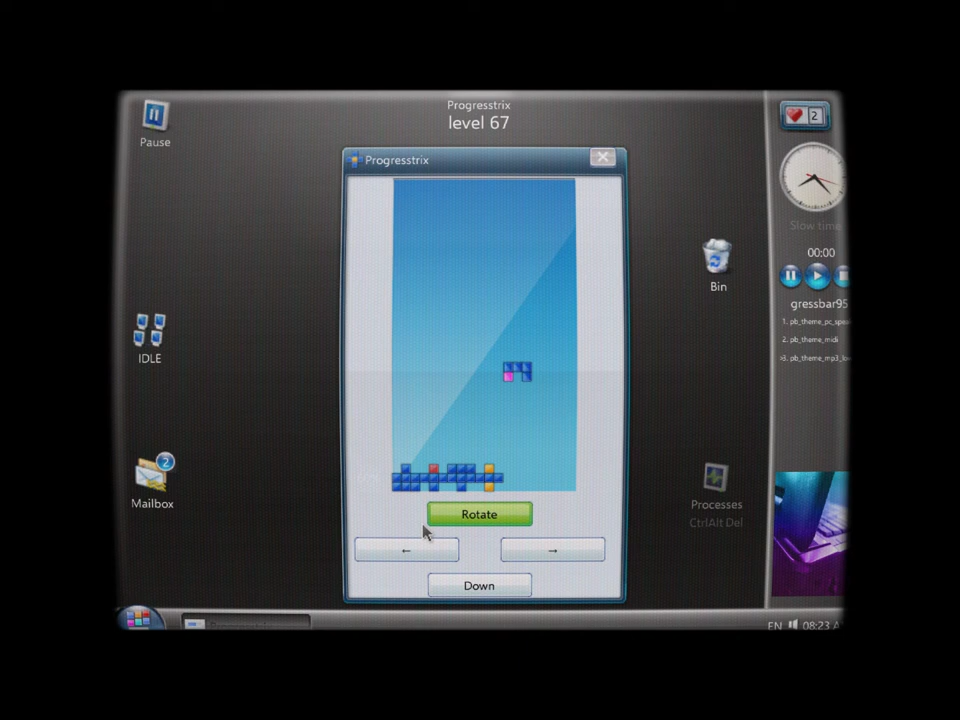 Progresstrix
level 67
Pause
2
Progresstrix
Slow time
00:00
Bin
gressbar95
1. pb_theme_pc_spea
2. pb_theme_midi
>3. pb_theme_mp3_lo
IDLE
2
Mailbox
Processes
CtrlAlt Del
Rotate
←
→
Down
EN
08:23 A